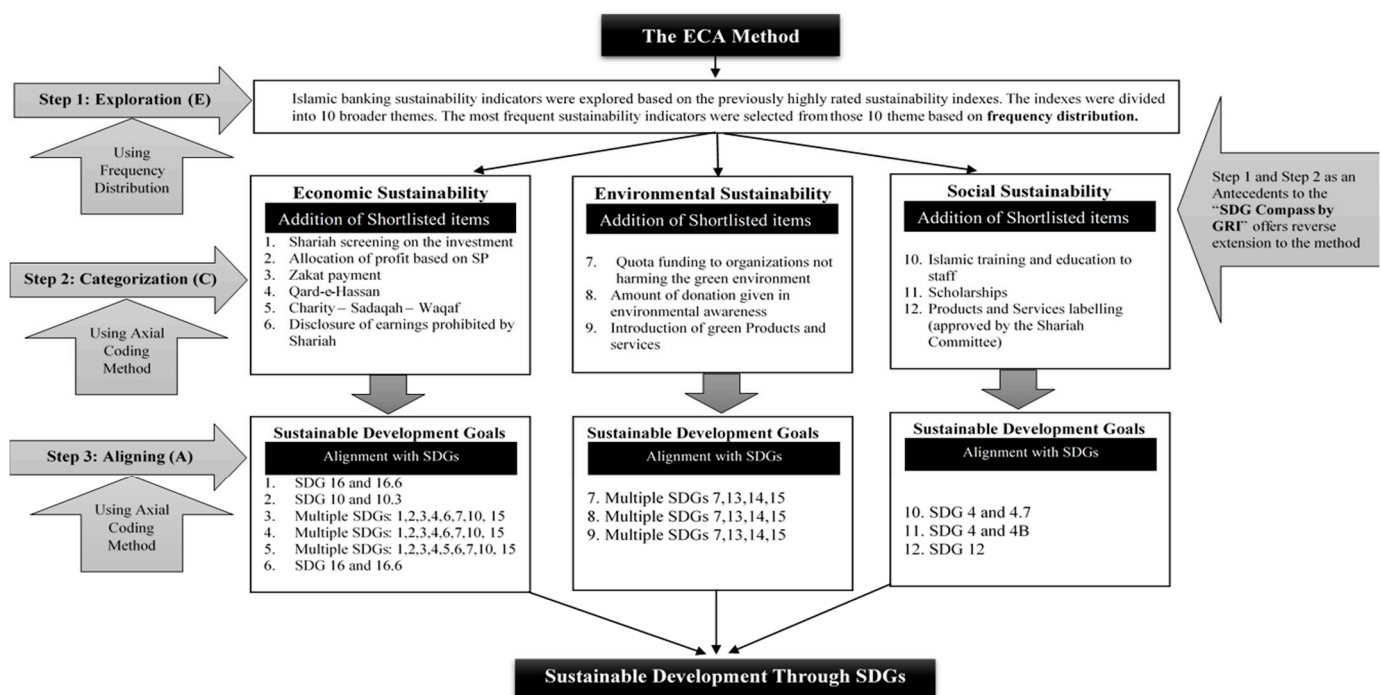 The ECA Method
Step 1: Exploration (E)
Islamic banking sustainability indicators were explored based on the previously highly rated sustainability indexes. The indexes were divided
into 10 broader themes. The most frequent sustainability indicators were selected from those 10 theme based on frequency distribution.
Using
Frequency
Distribution
Step 1 and Step 2 as an
Antecedents to the
“SDG Compass by
GRI” offers reverse
extension to the method
Step 2: Categorization (C)
Using Axial
Coding
Method
Economic Sustainability
Addition of Shortlisted items
1. Shariah screening on the investment
2. Allocation of profit based on SP
3. Zakat payment
4. Qard-e-Hassan
5. Charity – Sadaqah – Waqaf
6. Disclosure of earnings prohibited by
Shariah
Environmental Sustainability
Addition of Shortlisted items
7. Quota funding to organizations not
harming the green environment
8. Amount of donation given in
environmental awareness
9. Introduction of green Products and
services
Social Sustainability
Addition of Shortlisted items
10. Islamic training and education to
staff
11. Scholarships
12. Products and Services labelling
(approved by the Shariah
Committee)
Step 3: Aligning (A)
Using Axial
Coding
Method
Sustainable Development Goals
Alignment with SDGs
1. SDG 16 and 16.6
2. SDG 10 and 10.3
3. Multiple SDGs: 1,2,3,4,6,7,10, 15
4. Multiple SDGs: 1,2,3,4,6,7,10, 15
5. Multiple SDGs: 1,2,3,4,5,6,7,10, 15
6. SDG 16 and 16.6
Sustainable Development Goals
Alignment with SDGs
7. Multiple SDGs 7,13,14,15
8. Multiple SDGs 7,13,14,15
9. Multiple SDGs 7,13,14,15
Sustainable Development Goals
Alignment with SDGs
10. SDG 4 and 4.7
11. SDG 4 and 4B
12. SDG 12
Sustainable Development Through SDGs